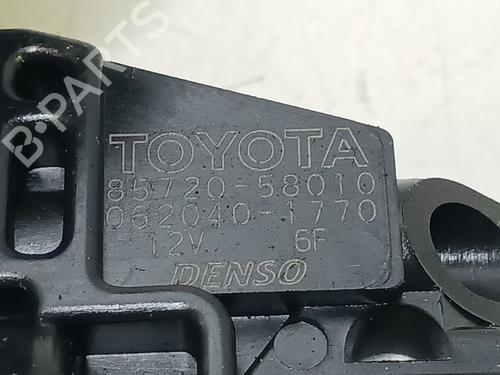 B-PARTS
TOYOTA
85720-58010
062040-1770
12V 6F
DENSO